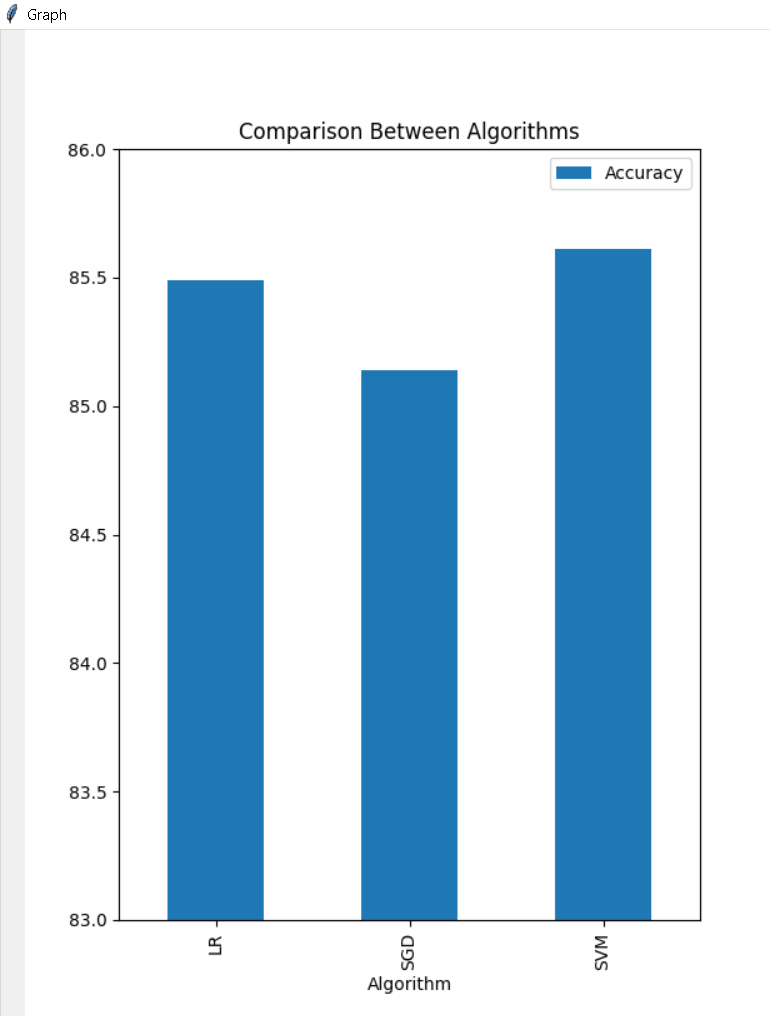 Graph
Comparison Between Algorithms
86.0
Accuracy
85.5
85.0
84.5
84.0
83.5
83.0
LR
SGD
SVM
Algorithm